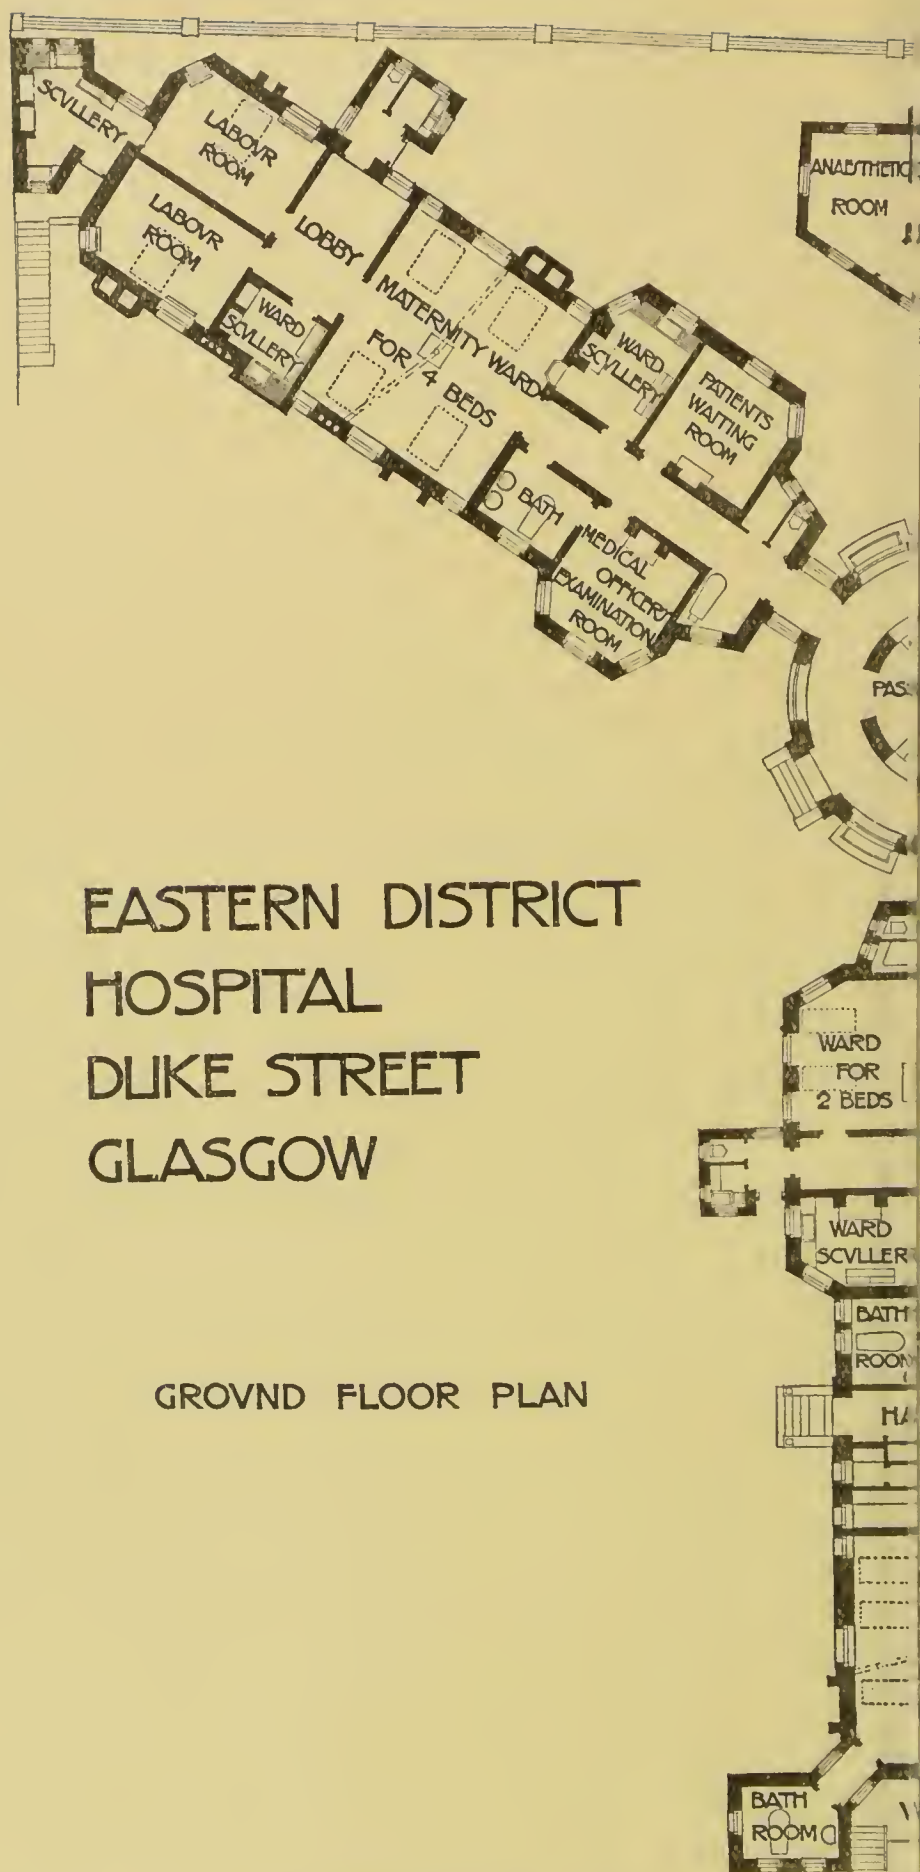 SCVLLERY
LABOVR
ROOM
LABOVR
ROOM
LOBBY
WARD
SCVLLERY
MATERNITY WARD
FOR 4 BEDS
WARD
SCVLLERY
PATIENTS
WAITING
ROOM
BATH
MEDICAL
OFFICERS
EXAMINATION
ROOM
ANAESTHETIC
ROOM
PAS
EASTERN DISTRICT
HOSPITAL
DUKE STREET
GLASGOW
WARD
FOR
2 BEDS
WARD
SCVLLER
BATH
ROOM
HA
GROVND FLOOR PLAN
BATH
ROOM